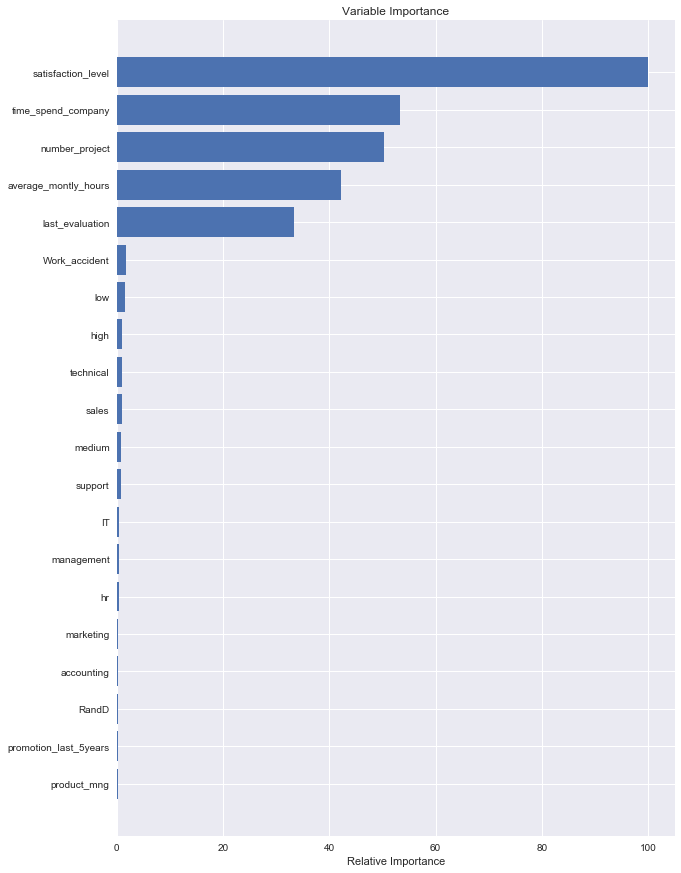 Variable Importance
satisfaction_level
time_spend_company
number_project
average_montly_hours
last_evaluation
Work_accident
low
high
technical
sales
medium
support
IT
management
hr
marketing
accounting
RandD
promotion_last_5years
product_mng
0 20 40 60 80 100
Relative Importance